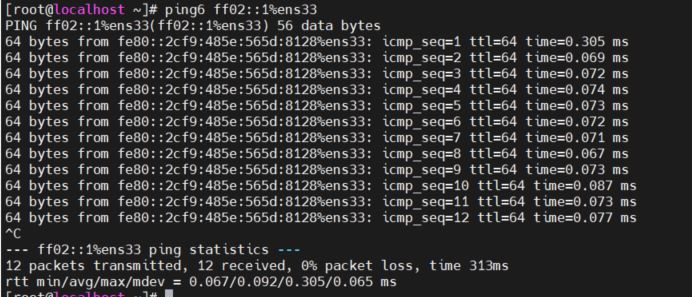 [root@localhost ~]# ping6 ff02::1%ens33
PING ff02::1%ens33(ff02::1%ens33) 56 data bytes
64 bytes from fe80::2cf9:485e:565d:8128%ens33: icmp_seq=1 ttl=64 time=0.305 ms
64 bytes from fe80::2cf9:485e:565d:8128%ens33: icmp_seq=2 ttl=64 time=0.069 ms
64 bytes from fe80::2cf9:485e:565d:8128%ens33: icmp_seq=3 ttl=64 time=0.072 ms
64 bytes from fe80::2cf9:485e:565d:8128%ens33: icmp_seq=4 ttl=64 time=0.074 ms
64 bytes from fe80::2cf9:485e:565d:8128%ens33: icmp_seq=5 ttl=64 time=0.073 ms
64 bytes from fe80::2cf9:485e:565d:8128%ens33: icmp_seq=6 ttl=64 time=0.072 ms
64 bytes from fe80::2cf9:485e:565d:8128%ens33: icmp_seq=7 ttl=64 time=0.071 ms
64 bytes from fe80::2cf9:485e:565d:8128%ens33: icmp_seq=8 ttl=64 time=0.067 ms
64 bytes from fe80::2cf9:485e:565d:8128%ens33: icmp_seq=9 ttl=64 time=0.073 ms
64 bytes from fe80::2cf9:485e:565d:8128%ens33: icmp_seq=10 ttl=64 time=0.087 ms
64 bytes from fe80::2cf9:485e:565d:8128%ens33: icmp_seq=11 ttl=64 time=0.073 ms
64 bytes from fe80::2cf9:485e:565d:8128%ens33: icmp_seq=12 ttl=64 time=0.077 ms
^C
--- ff02::1%ens33 ping statistics ---
12 packets transmitted, 12 received, 0% packet loss, time 313ms
rtt min/avg/max/mdev = 0.067/0.092/0.305/0.065 ms
[root@localhost ~]#